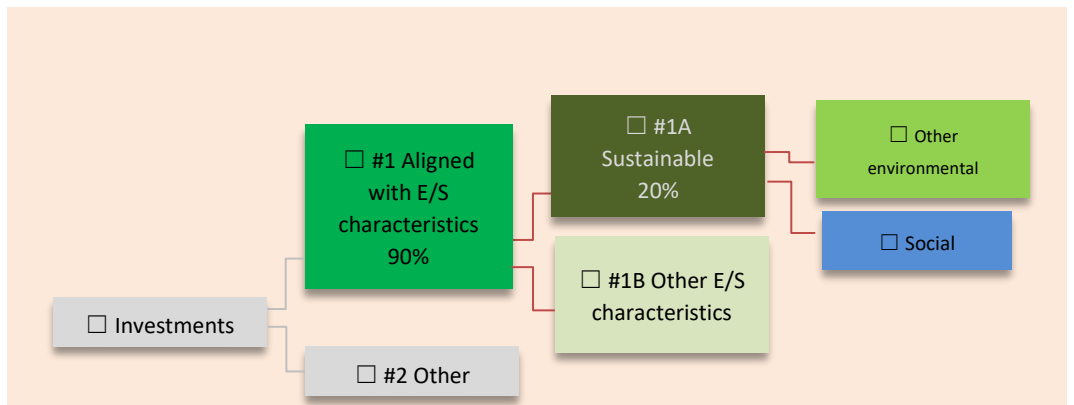 ☐ #1A
Sustainable
20%
☐ Other
environmental
☐ #1 Aligned
with E/S
characteristics
90%
☐ Social
☐ #1B Other E/S
characteristics
☐ Investments
☐ #2 Other